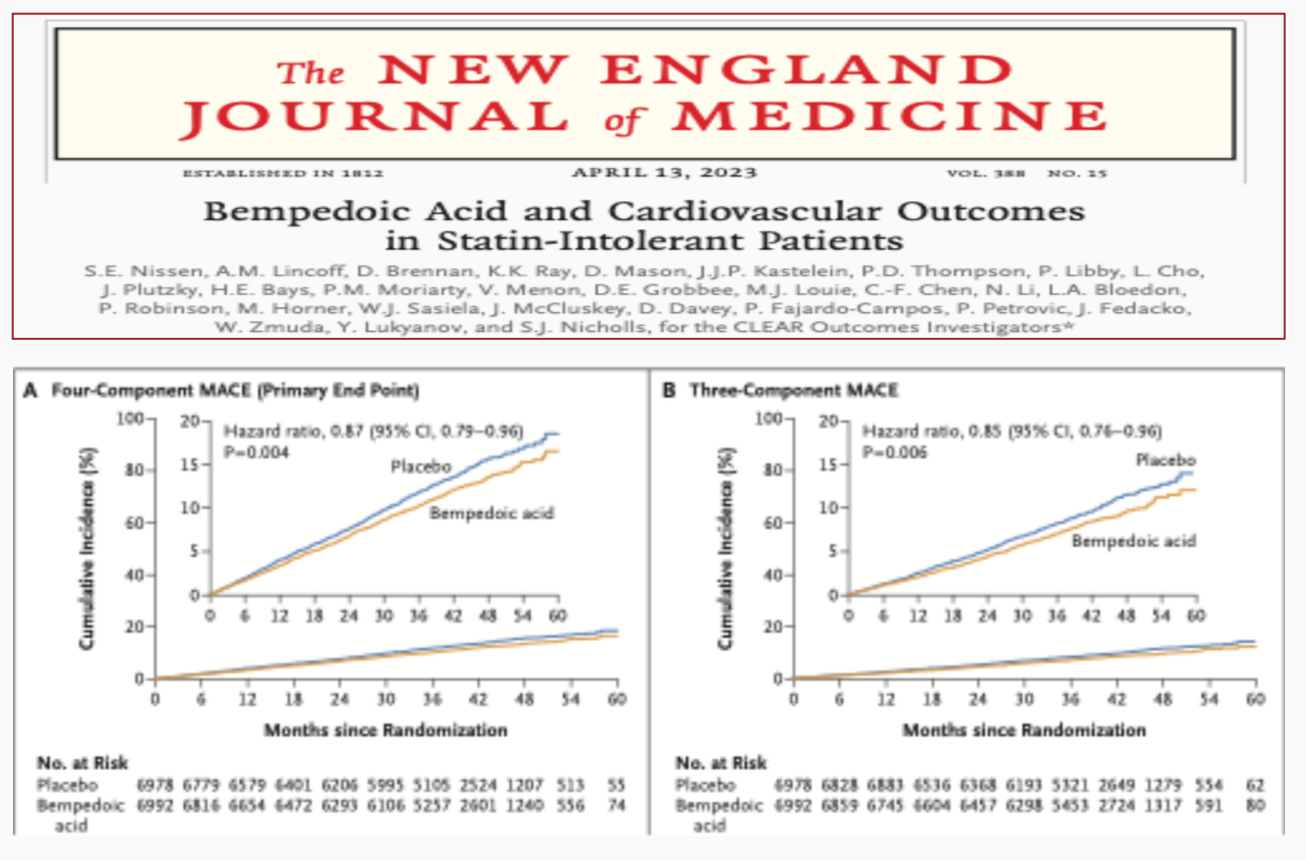 The NEW ENGLAND
JOURNAL of MEDICINE
ESTABLISHED IN 1812 APRIL 13, 2023 VOL. 388 NO. 15
Bempedoic Acid and Cardiovascular Outcomes
in Statin-Intolerant Patients
S.E. Nissen, A.M. Lincoff, D. Brennan, K.K. Ray, D. Mason, J.J.P. Kastelein, P.D. Thompson, P. Libby, L. Cho,
J. Plutzky, H.E. Bays, P.M. Moriarty, V. Menon, D.E. Grobbee, M.J. Louie, C.-F. Chen, N. Li, L.A. Bloedon,
P. Robinson, M. Horner, W.J. Sasiela, J. McCluskey, D. Davey, P. Fajardo-Campos, P. Petrovic, J. Fedacko,
W. Zmuda, Y. Lukyanov, and S.J. Nicholls, for the CLEAR Outcomes Investigators*
A Four-Component MACE (Primary End Point)
Cumulative Incidence (%)
100
80
60
40
20
0
20
15
10
5
0
Hazard ratio, 0.87 (95% CI, 0.79–0.96)
P=0.004
Placebo
Bempedoic acid
0 6 12 18 24 30 36 42 48 54 60
0 6 12 18 24 30 36 42 48 54 60
Months since Randomization
No. at Risk
Placebo 6978 6779 6579 6401 6206 5995 5105 2524 1207 513 55
Bempedoic 6992 6816 6654 6472 6293 6106 5257 2601 1240 556 74
acid
B Three-Component MACE
Cumulative Incidence (%)
100
80
60
40
20
0
20
15
10
5
0
Hazard ratio, 0.85 (95% CI, 0.76–0.96)
P=0.006
Placebo
Bempedoic acid
0 6 12 18 24 30 36 42 48 54 60
0 6 12 18 24 30 36 42 48 54 60
Months since Randomization
No. at Risk
Placebo 6978 6828 6883 6536 6368 6193 5321 2649 1279 554 62
Bempedoic 6992 6859 6745 6604 6457 6298 5453 2724 1317 591 80
acid